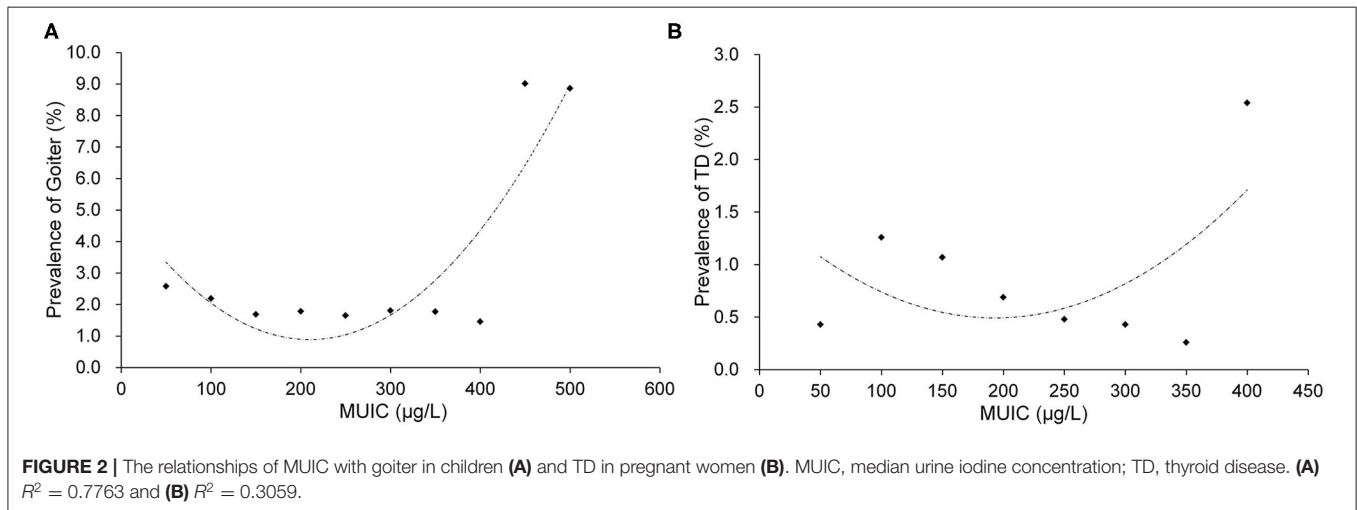 A
Prevalence of Goiter (%)
10.0
9.0
8.0
7.0
6.0
5.0
4.0
3.0
2.0
1.0
0.0
0 100 200 300 400 500 600
MUIC (µg/L)
B
Prevalence of TD (%)
3.0
2.5
2.0
1.5
1.0
0.5
0.0
0 50 100 150 200 250 300 350 400 450
MUIC (µg/L)
FIGURE 2 | The relationships of MUIC with goiter in children (A) and TD in pregnant women (B). MUIC, median urine iodine concentration; TD, thyroid disease. (A)
R² = 0.7763 and (B) R² = 0.3059.